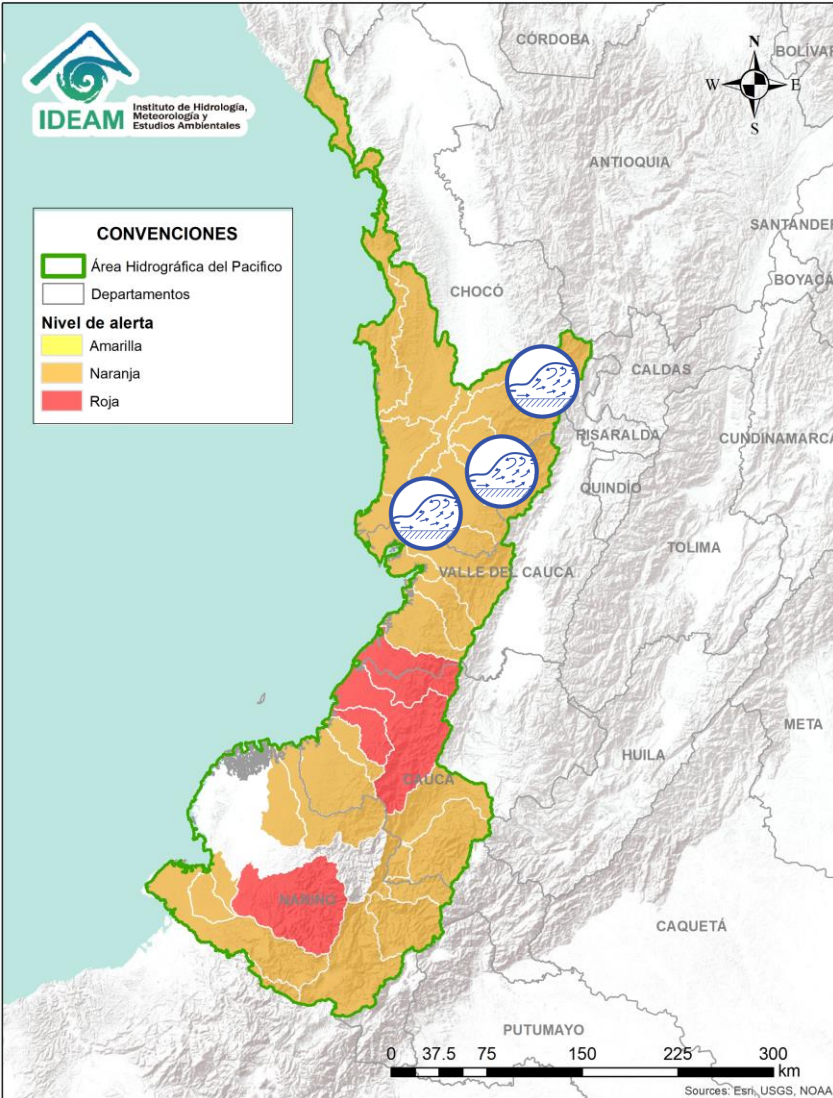 IDEAM
Instituto de Hidrología,
Meteorología y
Estudios Ambientales
N
W
E
S
CÓRDOBA
BOLÍVAR
ANTIOQUIA
SANTANDER
BOYACÁ
CONVENCIONES
Área Hidrográfica del Pacifico
Departamentos
Nivel de alerta
Amarilla
Naranja
Roja
CHOCÓ
CALDAS
RISARALDA
CUNDINAMARCA
QUINDÍO
TOLIMA
VALLE DEL CAUCA
META
HUILA
CAUCA
NARIÑO
CAQUETÁ
PUTUMAYO
0 37.5 75 150 225 300
km
Sources: Esri, USGS, NOAA